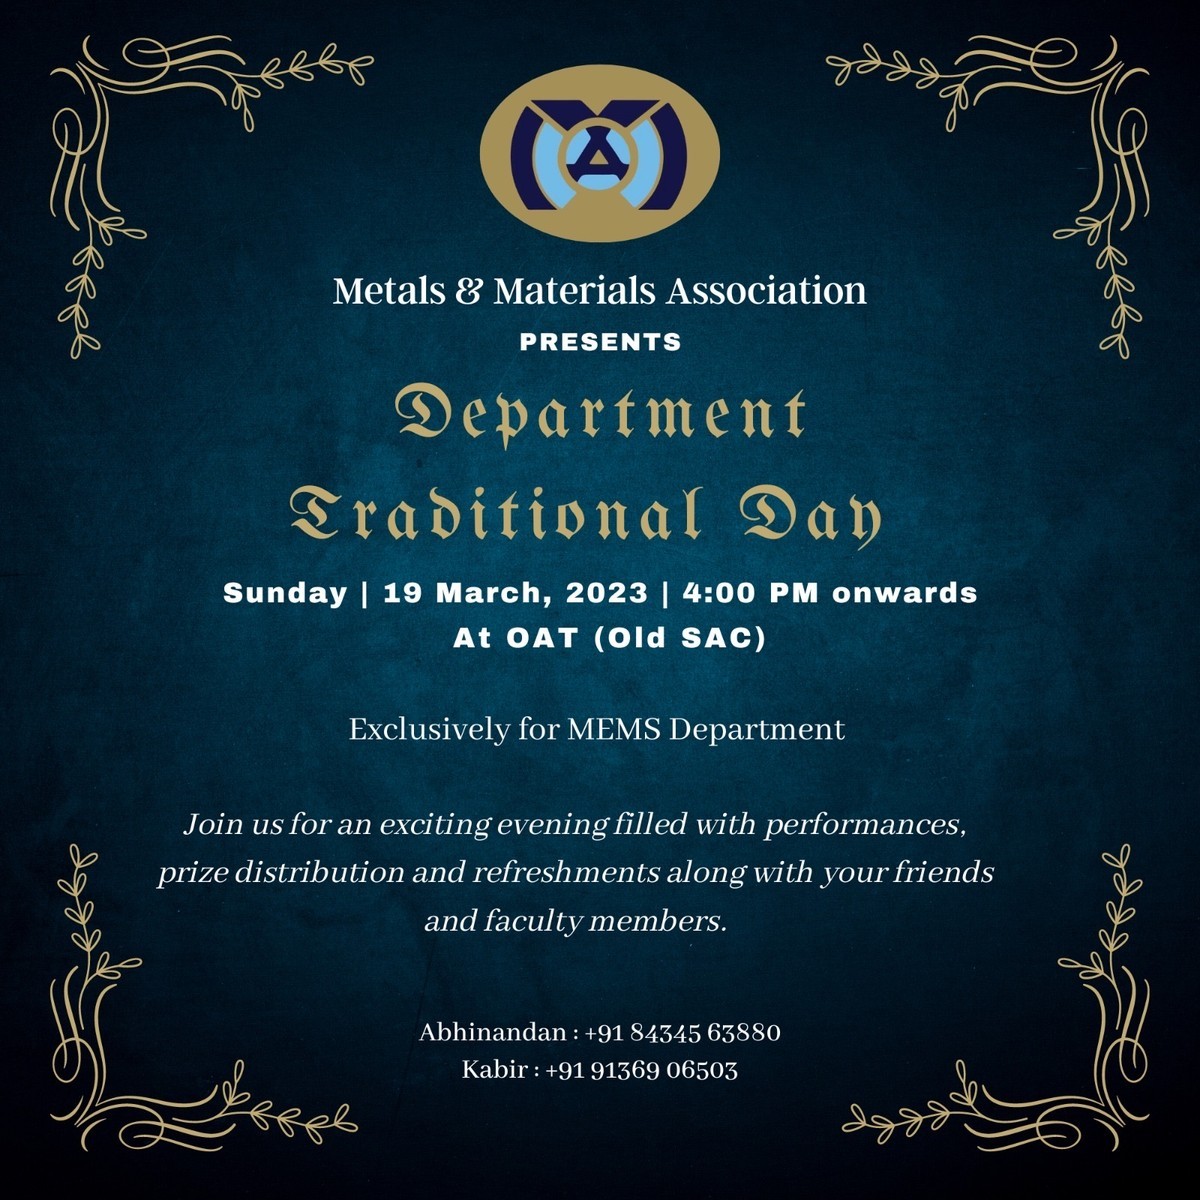 Metals & Materials Association
PRESENTS
Department
Traditional Day
Sunday | 19 March, 2023 | 4:00 PM onwards
At OAT (Old SAC)
Exclusively for MEMS Department
Join us for an exciting evening filled with performances,
prize distribution and refreshments along with your friends
and faculty members.
Abhinandan : +91 84345 63880
Kabir : +91 91369 06503